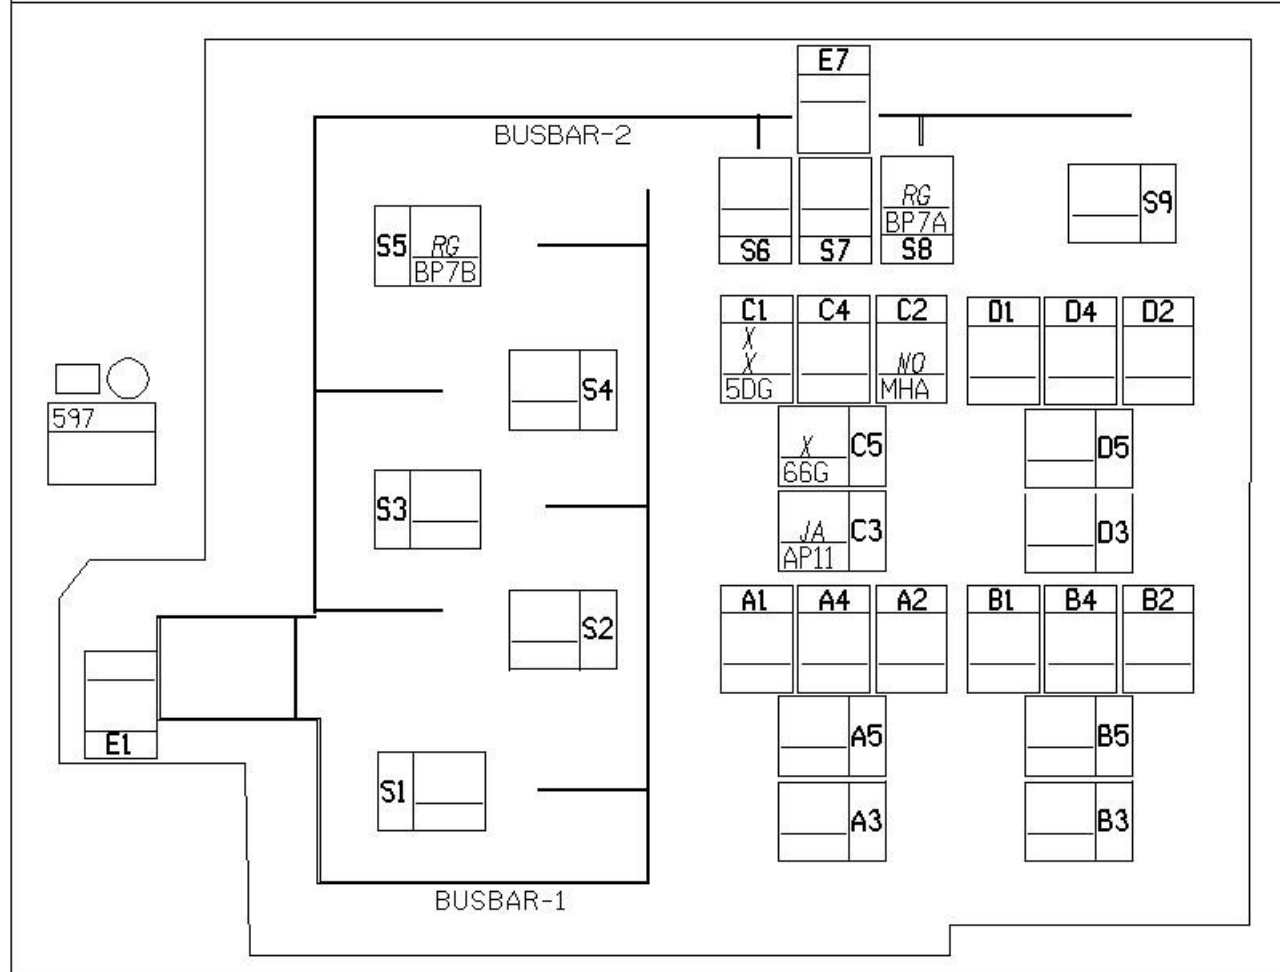 E7
BUSBAR-2
S5
RG
BP7B
S6
S7
RG
BP7A
S8
S9
C1
X
X
5DG
C4
C2
NO
MHA
D1
D4
D2
S4
597
X
66G
C5
D5
S3
JA
AP11
C3
D3
A1
A4
A2
B1
B4
B2
S2
E1
A5
B5
S1
A3
B3
BUSBAR-1